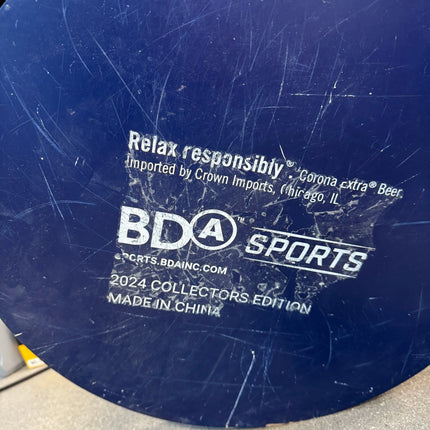 Relax responsibly®. Corona Extra® Beer.
Imported by Crown Imports, Chicago, IL
BDA™ SPORTS
SPORTS.BDAINC.COM
2024 COLLECTORS EDITION
MADE IN CHINA